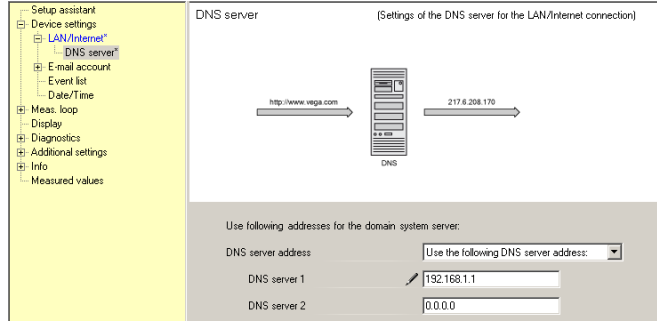 Setup assistant
Device settings
LAN/Internet*
DNS server*
E-mail account
Event list
Date/Time
Meas. loop
Display
Diagnostics
Additional settings
Info
Measured values
DNS server
(Settings of the DNS server for the LAN/Internet connection)
http://www.vega.com
217.6.208.170
DNS
Use following addresses for the domain system server:
DNS server address
Use the following DNS server address:
DNS server 1
192.168.1.1
DNS server 2
0.0.0.0